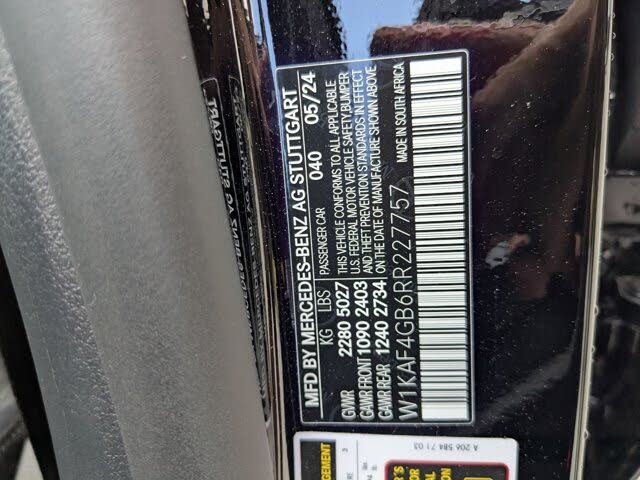 MFD BY MERCEDES-BENZ AG STUTTGART
KG LBS PASSENGER CAR 040 05/24
GVWR 2280 5027 THIS VEHICLE CONFORMS TO ALL APPLICABLE
U.S. FEDERAL MOTOR VEHICLE SAFETY,BUMPER
GAWR FRONT 1090 2403 AND THEFT PREVENTION STANDARDS IN EFFECT
GAWR REAR 1240 2734 ON THE DATE OF MANUFACTURE SHOWN ABOVE
W1KAF4GB6RR227757 MADE IN SOUTH AFRICA
A 206 584 71 03